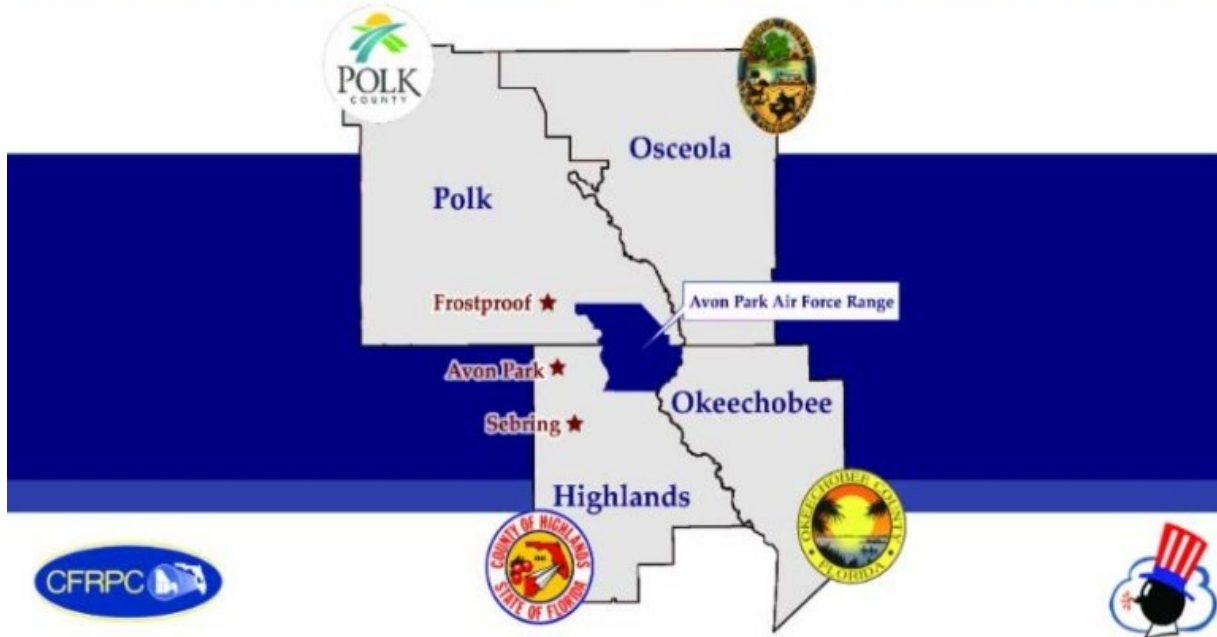 POLK
COUNTY
Osceola
Polk
Frostproof
Avon Park Air Force Range
Avon Park
Okeechobee
Sebring
Highlands
COUNTY OF HIGHLANDS
STATE OF FLORIDA
OKEECHOBEE COUNTY
FLORIDA
CFRPC